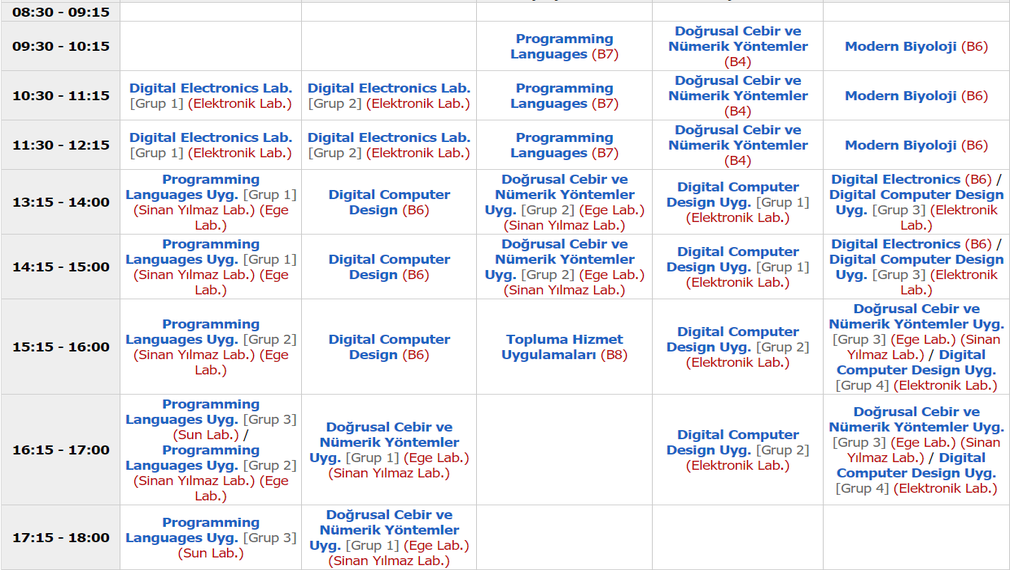 08:30 - 09:15
09:30 - 10:15
Programming
Languages (B7)
Doğrusal Cebir ve
Nümerik Yöntemler
(B4)
Modern Biyoloji (B6)
10:30 - 11:15
Digital Electronics Lab.
[Grup 1] (Elektronik Lab.)
Digital Electronics Lab.
[Grup 2] (Elektronik Lab.)
Programming
Languages (B7)
Doğrusal Cebir ve
Nümerik Yöntemler
(B4)
Modern Biyoloji (B6)
11:30 - 12:15
Digital Electronics Lab.
[Grup 1] (Elektronik Lab.)
Digital Electronics Lab.
[Grup 2] (Elektronik Lab.)
Programming
Languages (B7)
Doğrusal Cebir ve
Nümerik Yöntemler
(B4)
Modern Biyoloji (B6)
13:15 - 14:00
Programming
Languages Uyg. [Grup 1]
(Sinan Yılmaz Lab.) (Ege
Lab.)
Digital Computer
Design (B6)
Doğrusal Cebir ve
Nümerik Yöntemler
Uyg. [Grup 2] (Ege Lab.)
(Sinan Yılmaz Lab.)
Digital Computer
Design Uyg. [Grup 1]
(Elektronik Lab.)
Digital Electronics (B6) /
Digital Computer Design
Uyg. [Grup 3] (Elektronik
Lab.)
14:15 - 15:00
Programming
Languages Uyg. [Grup 1]
(Sinan Yılmaz Lab.) (Ege
Lab.)
Digital Computer
Design (B6)
Doğrusal Cebir ve
Nümerik Yöntemler
Uyg. [Grup 2] (Ege Lab.)
(Sinan Yılmaz Lab.)
Digital Computer
Design Uyg. [Grup 1]
(Elektronik Lab.)
Digital Electronics (B6) /
Digital Computer Design
Uyg. [Grup 3] (Elektronik
Lab.)
15:15 - 16:00
Programming
Languages Uyg. [Grup 2]
(Sinan Yılmaz Lab.) (Ege
Lab.)
Digital Computer
Design (B6)
Topluma Hizmet
Uygulamaları (B8)
Digital Computer
Design Uyg. [Grup 2]
(Elektronik Lab.)
Doğrusal Cebir ve
Nümerik Yöntemler Uyg.
[Grup 3] (Ege Lab.) (Sinan
Yılmaz Lab.) / Digital
Computer Design Uyg.
[Grup 4] (Elektronik Lab.)
16:15 - 17:00
Programming
Languages Uyg. [Grup 3]
(Sun Lab.) /
Programming
Languages Uyg. [Grup 2]
(Sinan Yılmaz Lab.) (Ege
Lab.)
Doğrusal Cebir ve
Nümerik Yöntemler
Uyg. [Grup 1] (Ege Lab.)
(Sinan Yılmaz Lab.)
Digital Computer
Design Uyg. [Grup 2]
(Elektronik Lab.)
Doğrusal Cebir ve
Nümerik Yöntemler Uyg.
[Grup 3] (Ege Lab.) (Sinan
Yılmaz Lab.) / Digital
Computer Design Uyg.
[Grup 4] (Elektronik Lab.)
17:15 - 18:00
Programming
Languages Uyg. [Grup 3]
(Sun Lab.)
Doğrusal Cebir ve
Nümerik Yöntemler
Uyg. [Grup 1] (Ege Lab.)
(Sinan Yılmaz Lab.)